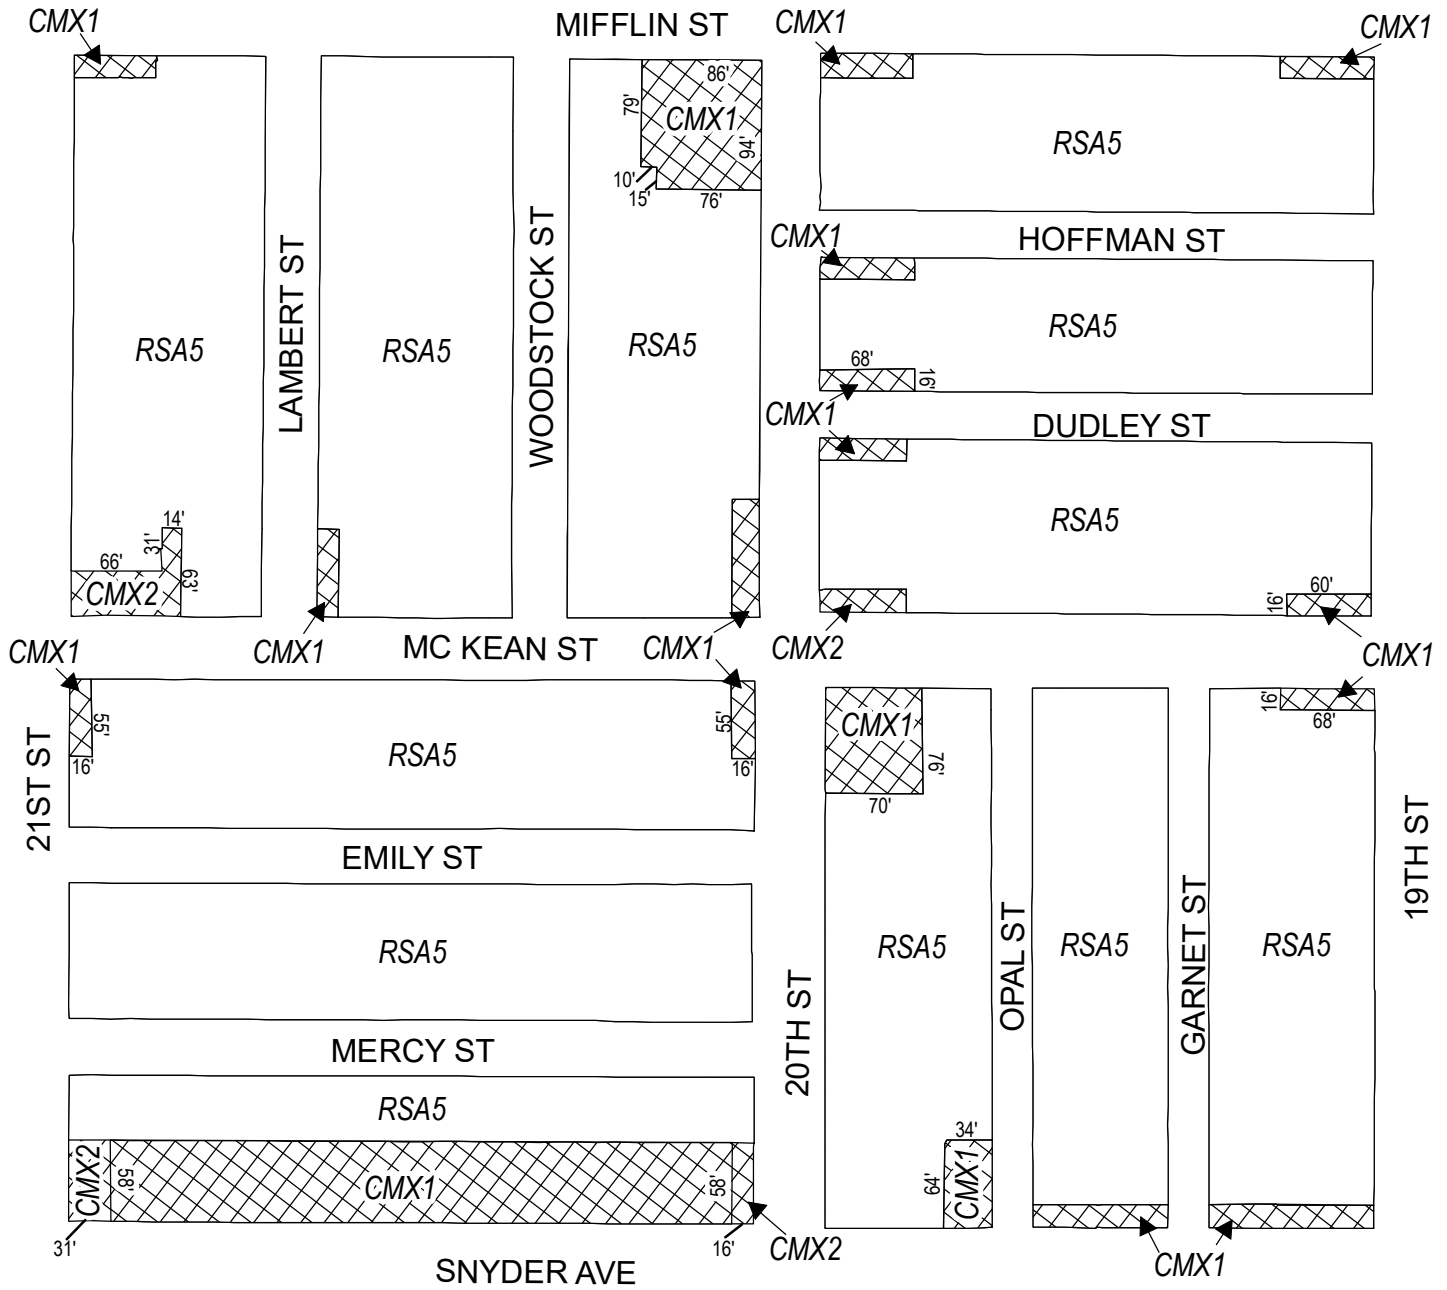 CMX1
MIFFLIN ST
CMX1
CMX1
86'
79'
CMX1
94'
10'
15'
76'
RSA5
CMX1
HOFFMAN ST
LAMBERT ST
WOODSTOCK ST
RSA5
RSA5
RSA5
RSA5
68'
16'
CMX1
DUDLEY ST
14'
31'
66'
63'
CMX2
RSA5
60'
16'
CMX1
MC KEAN ST
CMX1
CMX2
CMX1
CMX1
55'
16'
RSA5
55'
16'
CMX1
76'
70'
16'
68'
21ST ST
19TH ST
EMILY ST
RSA5
RSA5
RSA5
RSA5
20TH ST
OPAL ST
GARNET ST
MERCY ST
RSA5
CMX2
58'
CMX1
58'
34'
64'
CMX1
31'
16'
CMX2
CMX1
SNYDER AVE